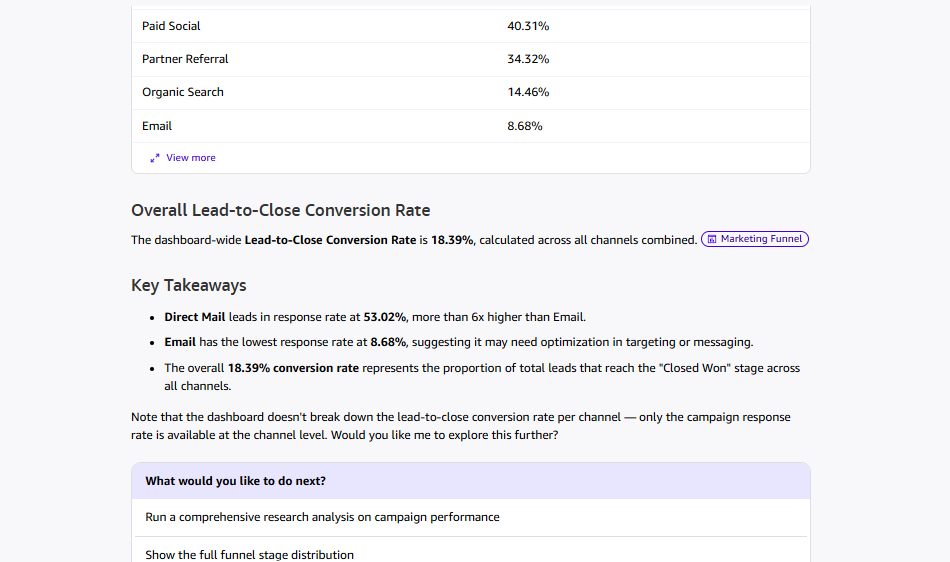 Paid Social 40.31%
Partner Referral 34.32%
Organic Search 14.46%
Email 8.68%
View more
Overall Lead-to-Close Conversion Rate
The dashboard-wide Lead-to-Close Conversion Rate is 18.39%, calculated across all channels combined. Marketing Funnel
Key Takeaways
• Direct Mail leads in response rate at 53.02%, more than 6x higher than Email.
• Email has the lowest response rate at 8.68%, suggesting it may need optimization in targeting or messaging.
• The overall 18.39% conversion rate represents the proportion of total leads that reach the "Closed Won" stage across
all channels.
Note that the dashboard doesn't break down the lead-to-close conversion rate per channel — only the campaign response
rate is available at the channel level. Would you like me to explore this further?
What would you like to do next?
Run a comprehensive research analysis on campaign performance
Show the full funnel stage distribution